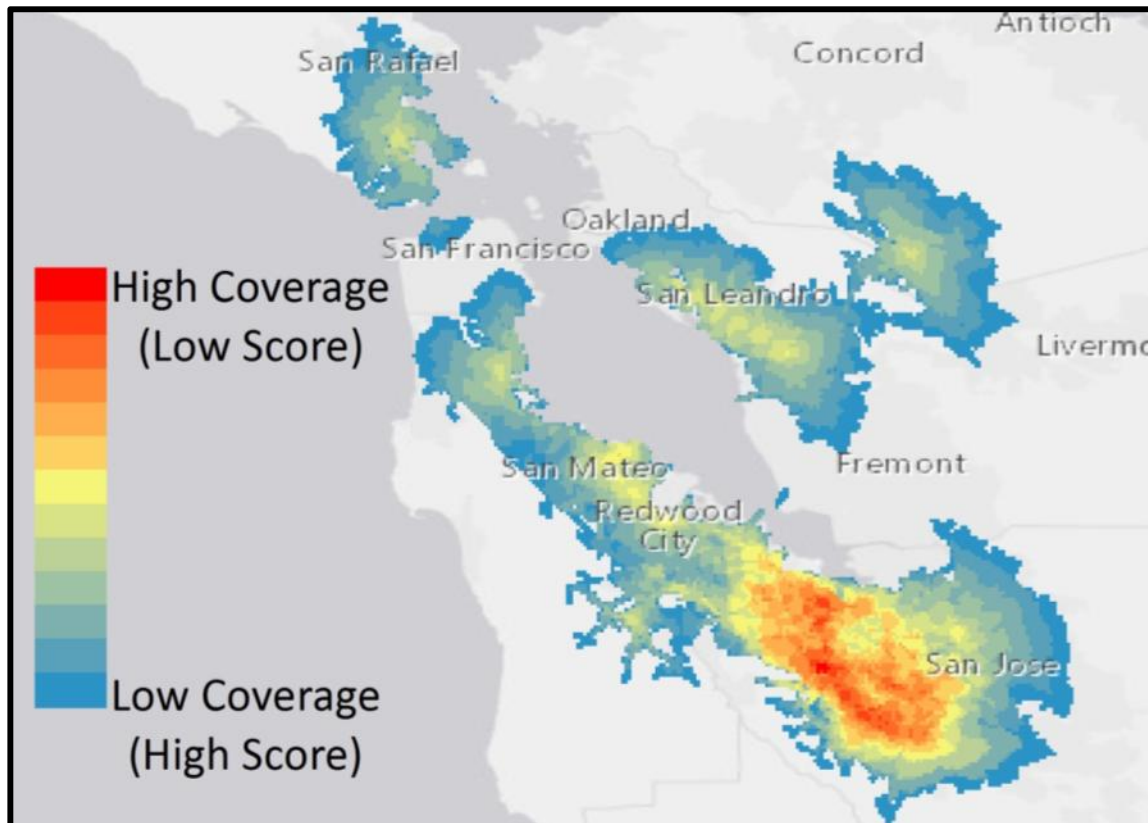 Antioch
Concord
San Rafael
Oakland
San Francisco
San Leandro
High Coverage
(Low Score)
Livermo
San Mateo
Fremont
Redwood
City
San Jose
Low Coverage
(High Score)